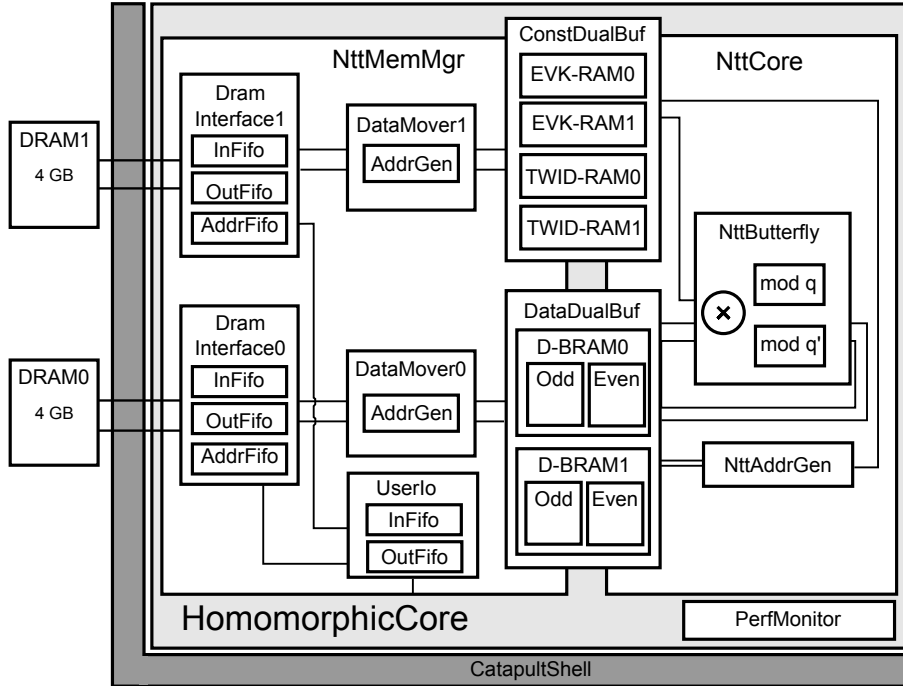 ConstDualBuf
NttMemMgr
NttCore
EVK-RAM0
EVK-RAM1
TWID-RAM0
TWID-RAM1
Dram
Interface1
InFifo
OutFifo
AddrFifo
DataMover1
AddrGen
DRAM1
4 GB
NttButterfly
mod q
×
mod q'
Dram
Interface0
InFifo
OutFifo
AddrFifo
DataMover0
AddrGen
DRAM0
4 GB
DataDualBuf
D-BRAM0
Odd
Even
D-BRAM1
Odd
Even
NttAddrGen
UserIo
InFifo
OutFifo
HomomorphicCore
PerfMonitor
CatapultShell